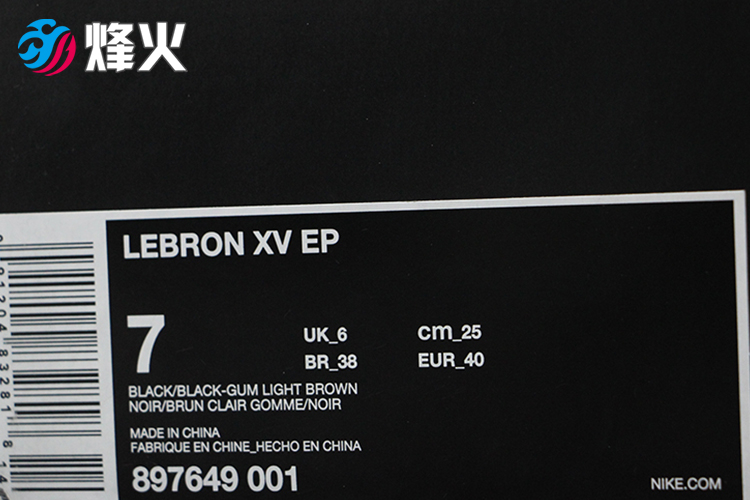 烽火
LEBRON XV EP
7
UK_6
cm_25
BR_38
EUR_40
BLACK/BLACK-GUM LIGHT BROWN
NOIR/BRUN CLAIR GOMME/NOIR
MADE IN CHINA
FABRIQUE EN CHINE_HECHO EN CHINA
897649 001
NIKE.COM